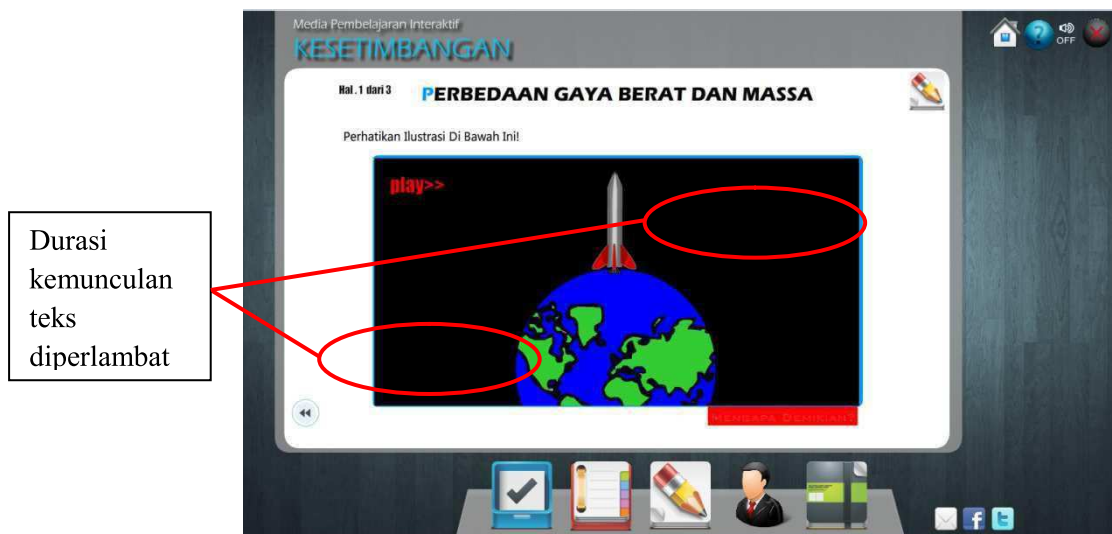 Media Pembelajaran Interaktif
KESETIMBANGAN
OFF
Hal. 1 dari 3
PERBEDAAN GAYA BERAT DAN MASSA
Perhatikan Ilustrasi Di Bawah Ini!
play>>
Durasi
kemunculan
teks
diperlambat
MENGAPA DEMIKIAN?